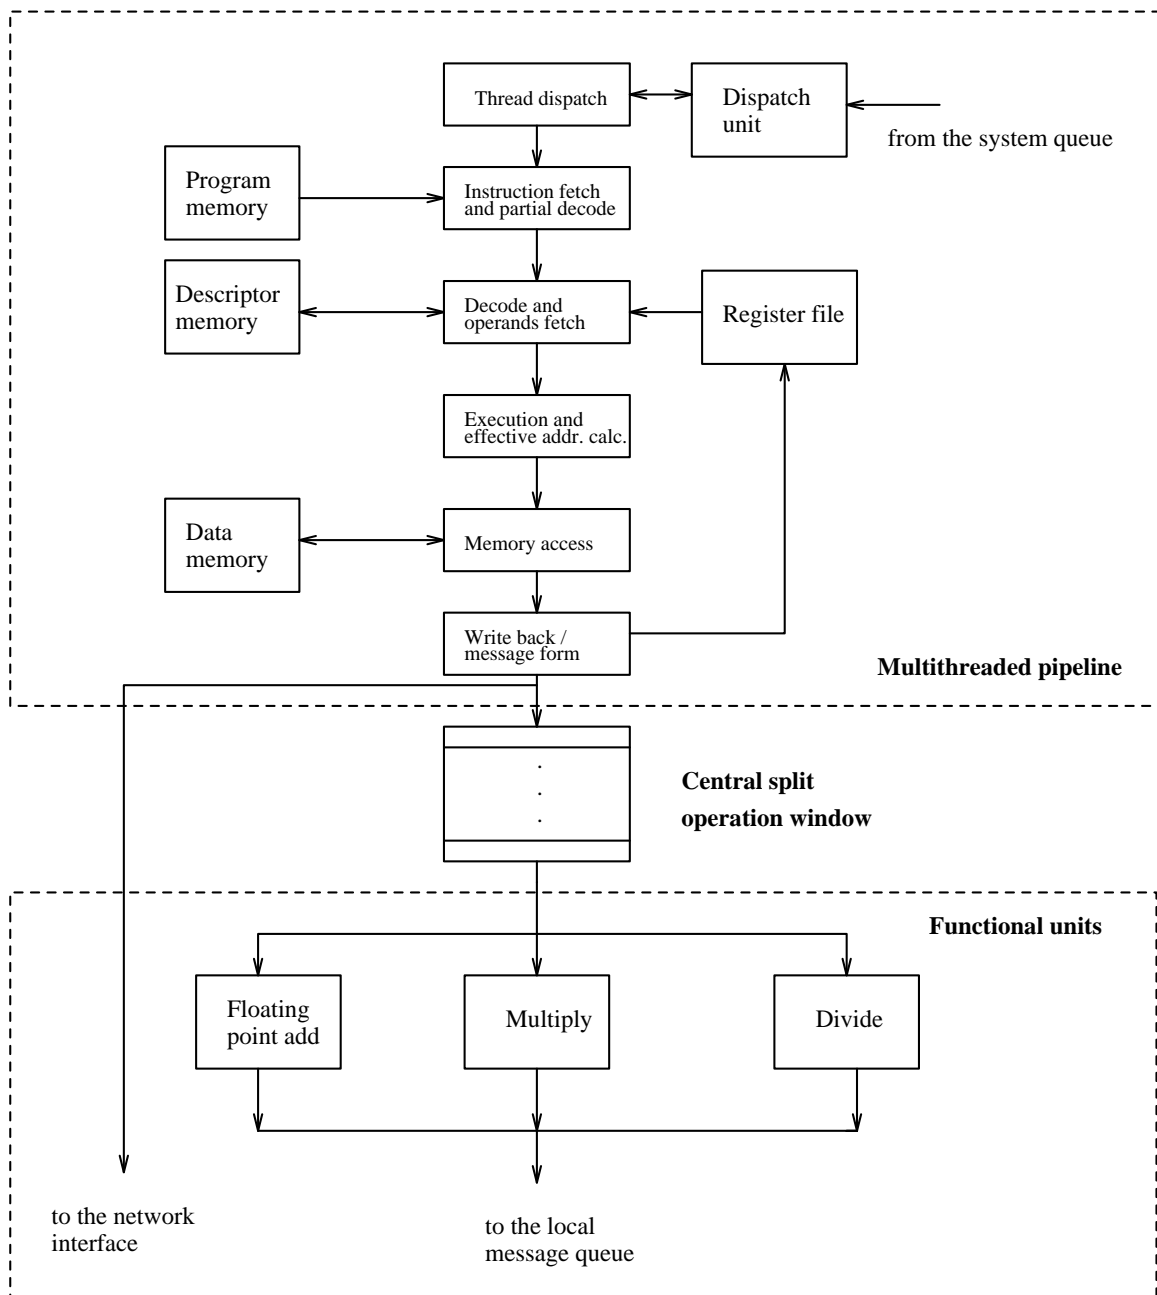 Thread dispatch
Dispatch
unit
from the system queue
Program
memory
Instruction fetch
and partial decode
Descriptor
memory
Decode and
operands fetch
Register file
Execution and
effective addr. calc.
Data
memory
Memory access
Write back /
message form
Multithreaded pipeline
Central split
operation window
Functional units
Floating
point add
Multiply
Divide
to the network
interface
to the local
message queue